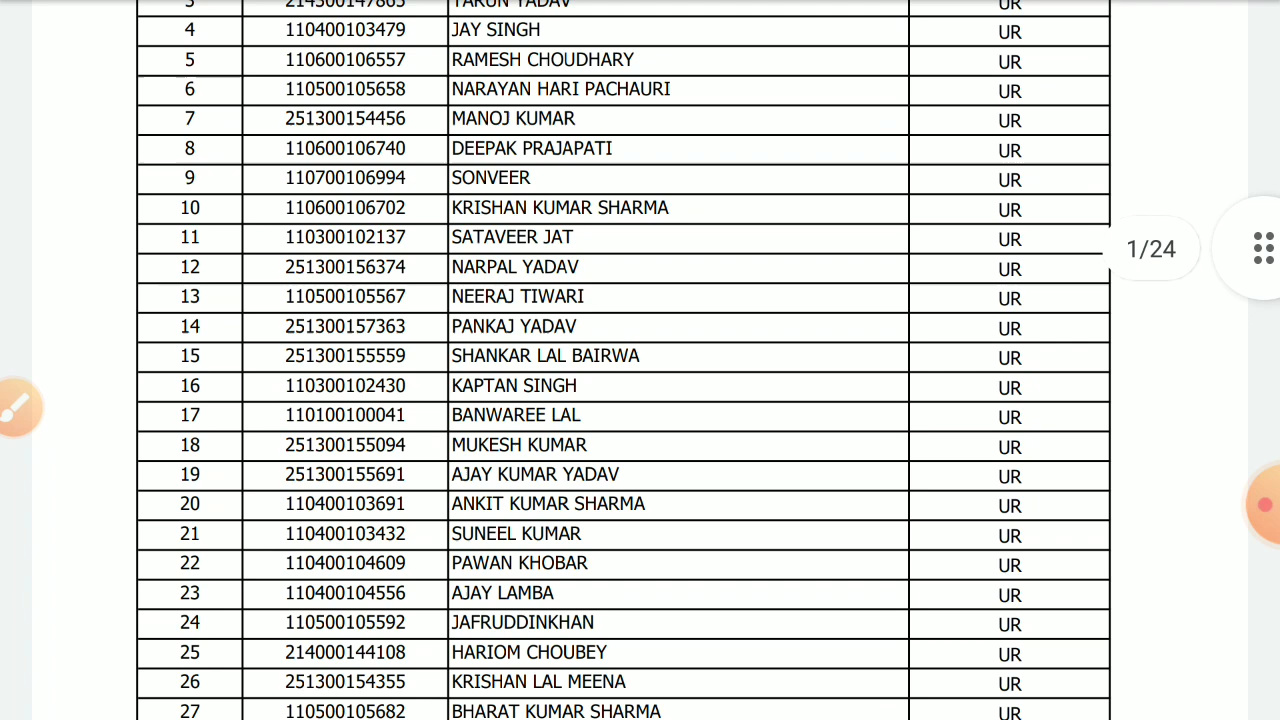 3 214300147865 TARUN YADAV UR
4 110400103479 JAY SINGH UR
5 110600106557 RAMESH CHOUDHARY UR
6 110500105658 NARAYAN HARI PACHAURI UR
7 251300154456 MANOJ KUMAR UR
8 110600106740 DEEPAK PRAJAPATI UR
9 110700106994 SONVEER UR
10 110600106702 KRISHAN KUMAR SHARMA UR
11 110300102137 SATAVEER JAT UR
1/24
12 251300156374 NARPAL YADAV UR
13 110500105567 NEERAJ TIWARI UR
14 251300157363 PANKAJ YADAV UR
15 251300155559 SHANKAR LAL BAIRWA UR
16 110300102430 KAPTAN SINGH UR
17 110100100041 BANWAREE LAL UR
18 251300155094 MUKESH KUMAR UR
19 251300155691 AJAY KUMAR YADAV UR
20 110400103691 ANKIT KUMAR SHARMA UR
21 110400103432 SUNEEL KUMAR UR
22 110400104609 PAWAN KHOBAR UR
23 110400104556 AJAY LAMBA UR
24 110500105592 JAFRUDDINKHAN UR
25 214000144108 HARIOM CHOUBEY UR
26 251300154355 KRISHAN LAL MEENA UR
27 110500105682 BHARAT KUMAR SHARMA UR